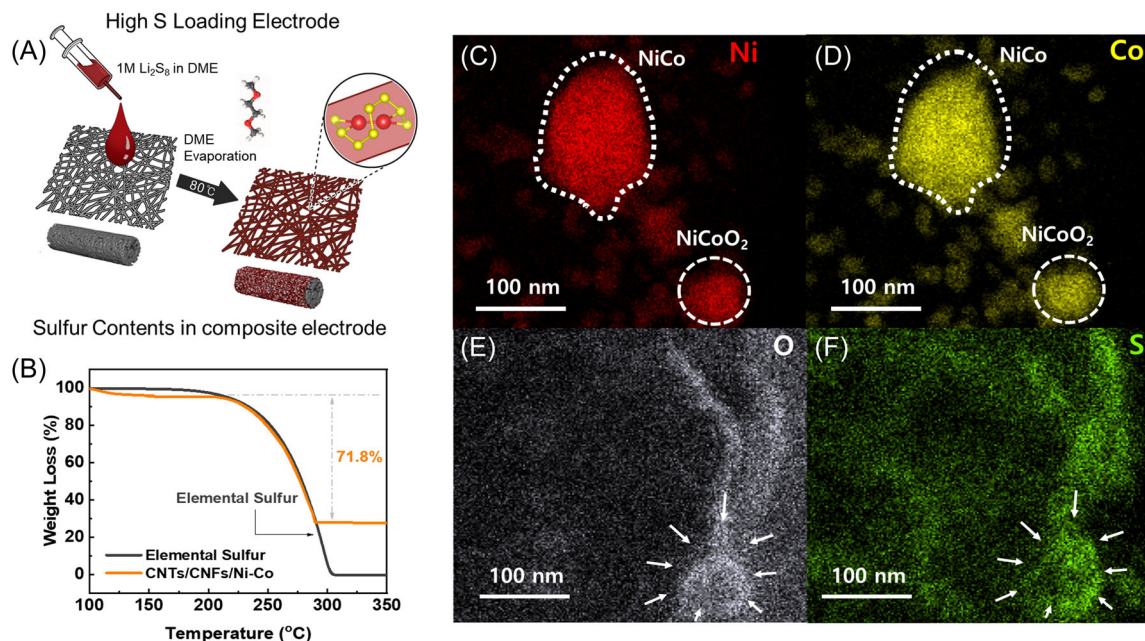 High S Loading Electrode
(A)
1M Li₂S₈ in DME
DME
Evaporation
80℃
Sulfur Contents in composite electrode
(B)
100
80
60
40
20
0
Weight Loss (%)
71.8%
Elemental Sulfur
Elemental Sulfur
CNTs/CNFs/Ni-Co
100
150
200
250
300
350
Temperature (°C)
(C)
Ni
NiCo
NiCoO₂
100 nm
(D)
Co
NiCo
NiCoO₂
100 nm
(E)
O
100 nm
(F)
S
100 nm